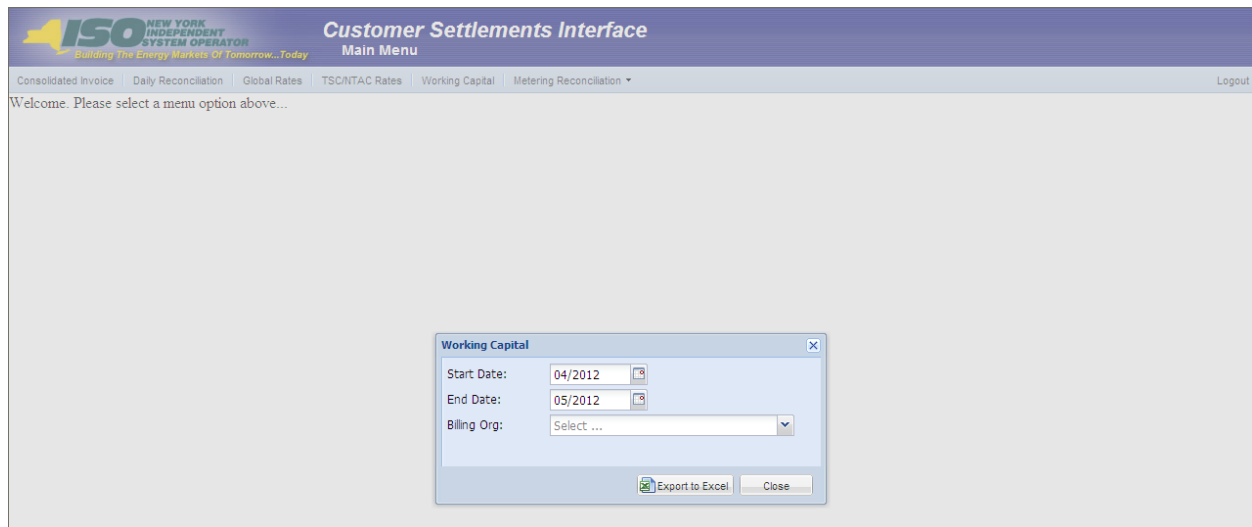 NEW YORK
INDEPENDENT
SYSTEM OPERATOR
ISO
Building The Energy Markets Of Tomorrow...Today
Customer Settlements Interface
Main Menu
Consolidated Invoice Daily Reconciliation Global Rates TSC/NTAC Rates Working Capital Metering Reconciliation Logout
Welcome. Please select a menu option above...
Working Capital
Start Date: 04/2012
End Date: 05/2012
Billing Org: Select ...
Export to Excel Close